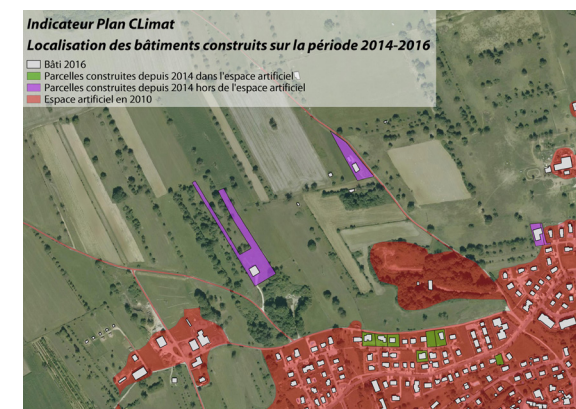 Indicateur Plan CLimat
Localisation des bâtiments construits sur la période 2014-2016
Bâti 2016
Parcelles construites depuis 2014 dans l'espace artificiel
Parcelles construites depuis 2014 hors de l'espace artificiel
Espace artificiel en 2010